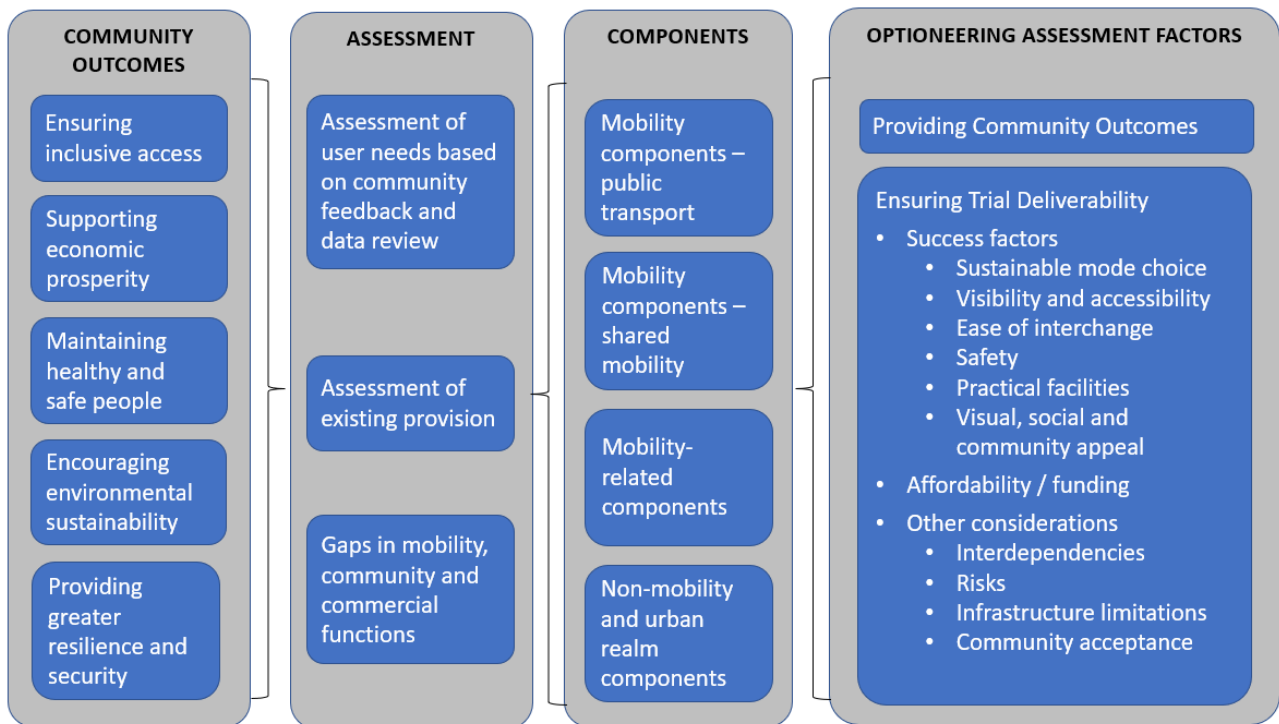 COMMUNITY
OUTCOMES
Ensuring
inclusive access
Supporting
economic
prosperity
Maintaining
healthy and
safe people
Encouraging
environmental
sustainability
Providing
greater
resilience and
security
ASSESSMENT
Assessment of
user needs based
on community
feedback and
data review
Assessment of
existing provision
Gaps in mobility,
community and
commercial
functions
COMPONENTS
Mobility
components –
public
transport
Mobility
components –
shared
mobility
Mobility-
related
components
Non-mobility
and urban
realm
components
OPTIONEERING ASSESSMENT FACTORS
Providing Community Outcomes
Ensuring Trial Deliverability
• Success factors
• Sustainable mode choice
• Visibility and accessibility
• Ease of interchange
• Safety
• Practical facilities
• Visual, social and
community appeal
• Affordability / funding
• Other considerations
• Interdependencies
• Risks
• Infrastructure limitations
• Community acceptance